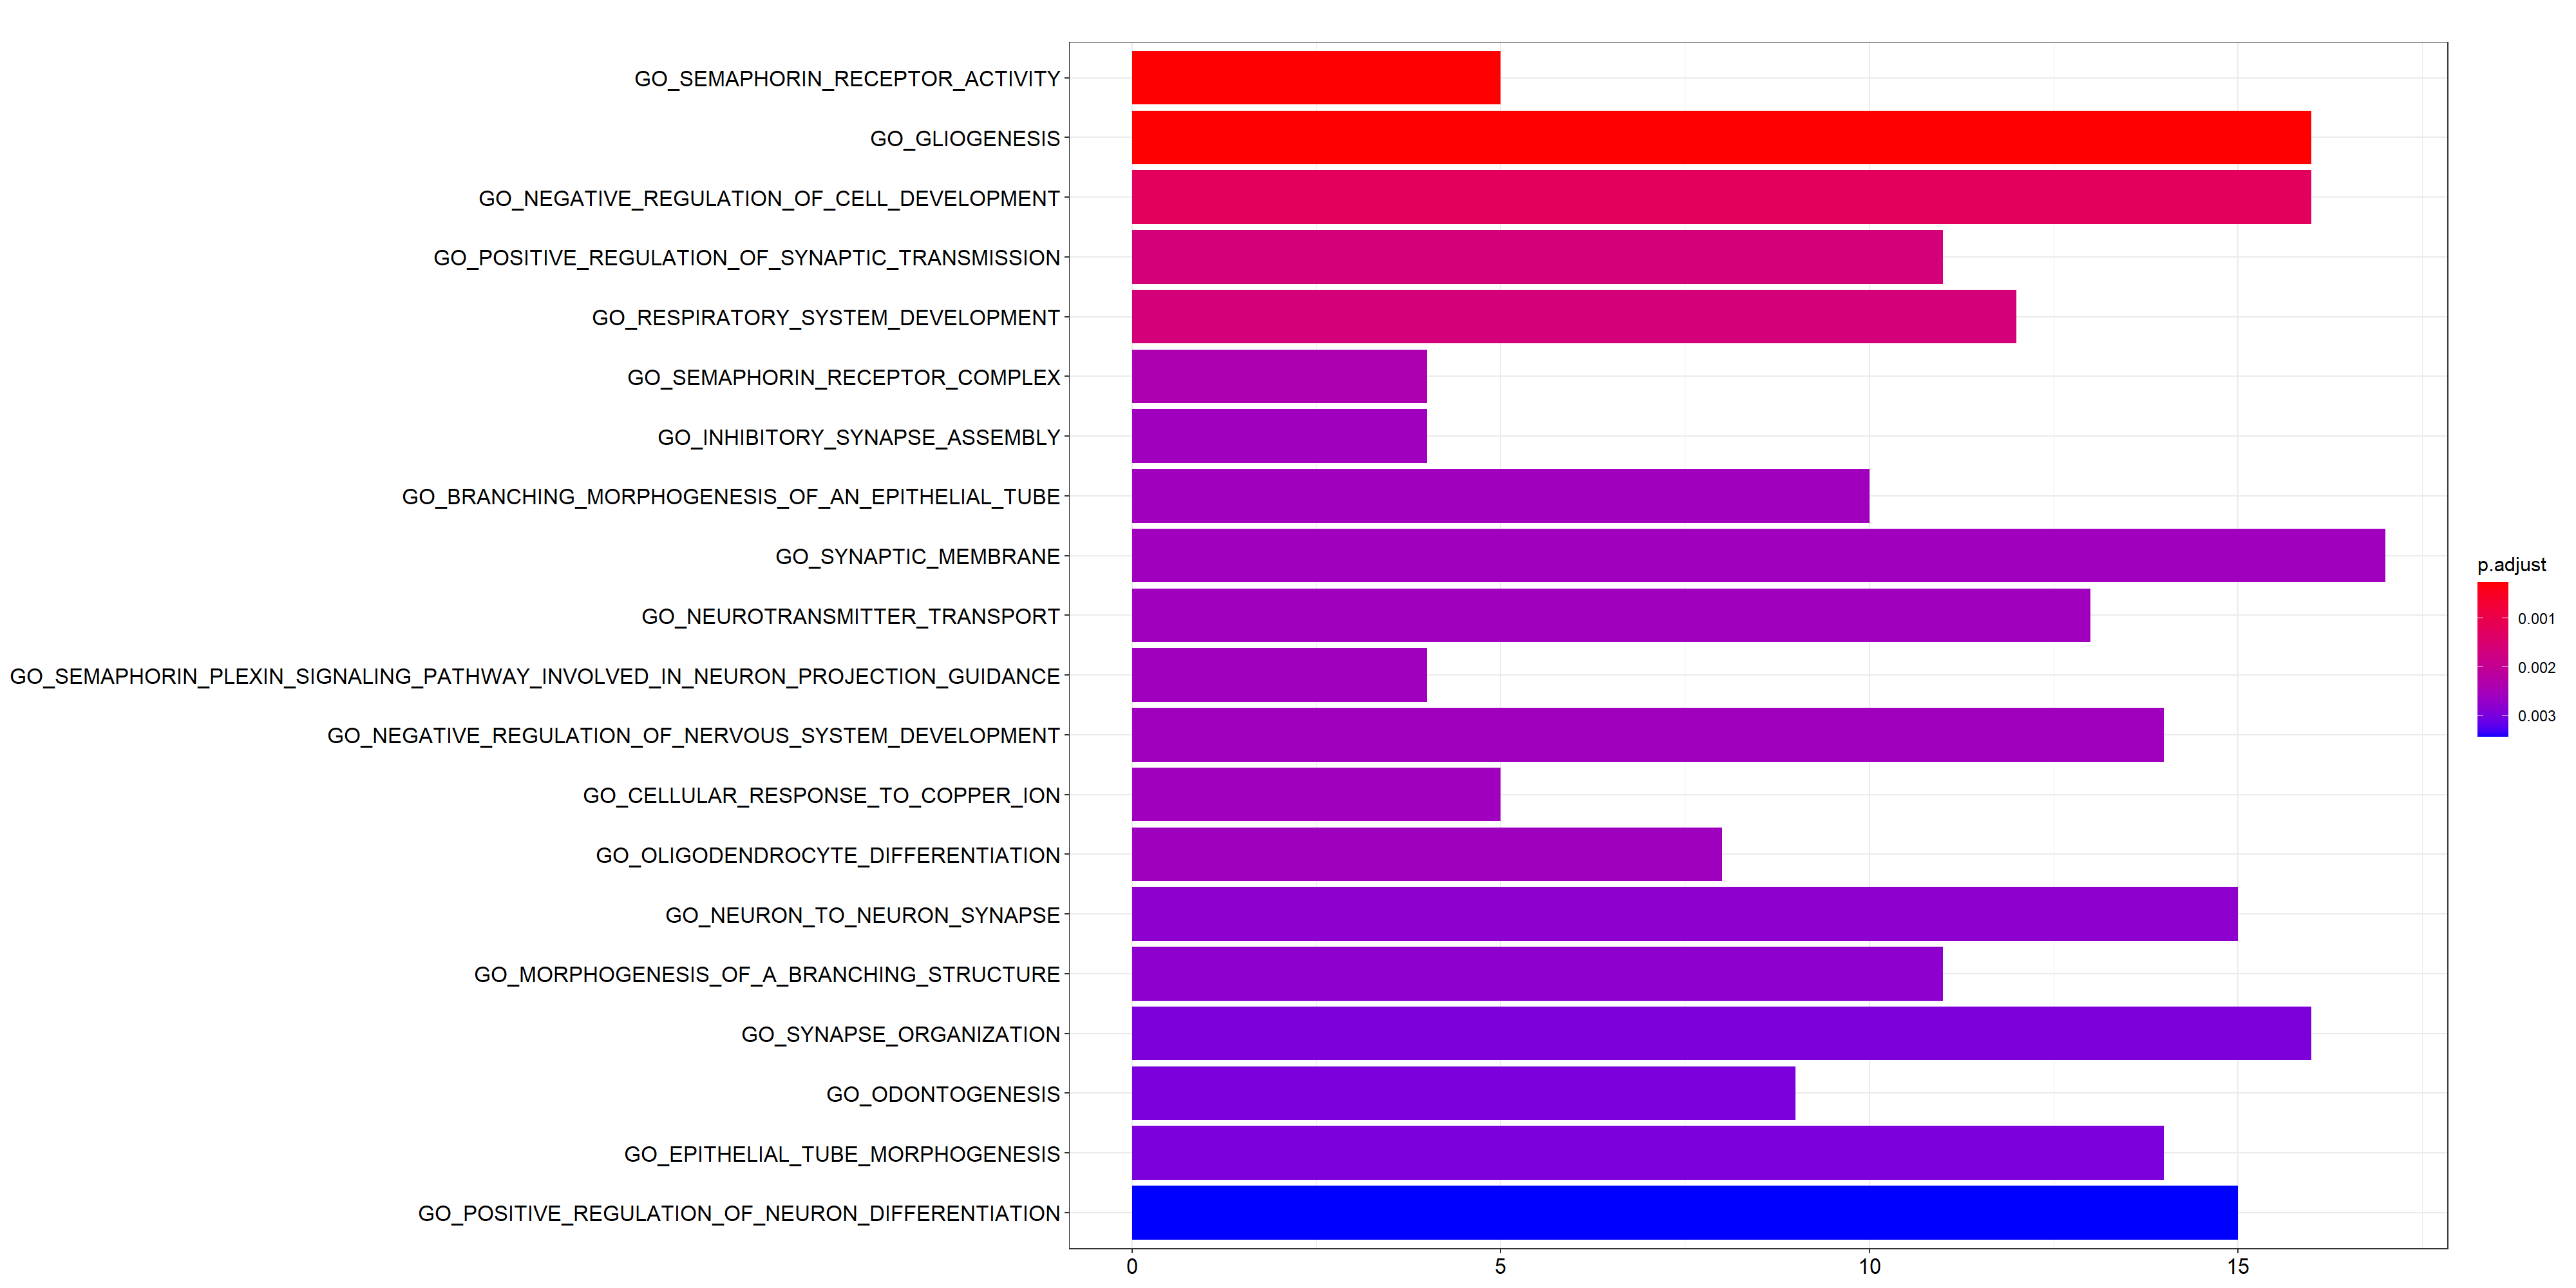 GO_SEMAPHORIN_RECEPTOR_ACTIVITY
GO_GLIOGENESIS
GO_NEGATIVE_REGULATION_OF_CELL_DEVELOPMENT
GO_POSITIVE_REGULATION_OF_SYNAPTIC_TRANSMISSION
GO_RESPIRATORY_SYSTEM_DEVELOPMENT
GO_SEMAPHORIN_RECEPTOR_COMPLEX
GO_INHIBITORY_SYNAPSE_ASSEMBLY
GO_BRANCHING_MORPHOGENESIS_OF_AN_EPITHELIAL_TUBE
GO_SYNAPTIC_MEMBRANE
GO_NEUROTRANSMITTER_TRANSPORT
GO_SEMAPHORIN_PLEXIN_SIGNALING_PATHWAY_INVOLVED_IN_NEURON_PROJECTION_GUIDANCE
GO_NEGATIVE_REGULATION_OF_NERVOUS_SYSTEM_DEVELOPMENT
GO_CELLULAR_RESPONSE_TO_COPPER_ION
GO_OLIGODENDROCYTE_DIFFERENTIATION
GO_NEURON_TO_NEURON_SYNAPSE
GO_MORPHOGENESIS_OF_A_BRANCHING_STRUCTURE
GO_SYNAPSE_ORGANIZATION
GO_ODONTOGENESIS
GO_EPITHELIAL_TUBE_MORPHOGENESIS
GO_POSITIVE_REGULATION_OF_NEURON_DIFFERENTIATION
0 5 10 15
p.adjust
0.001
0.002
0.003